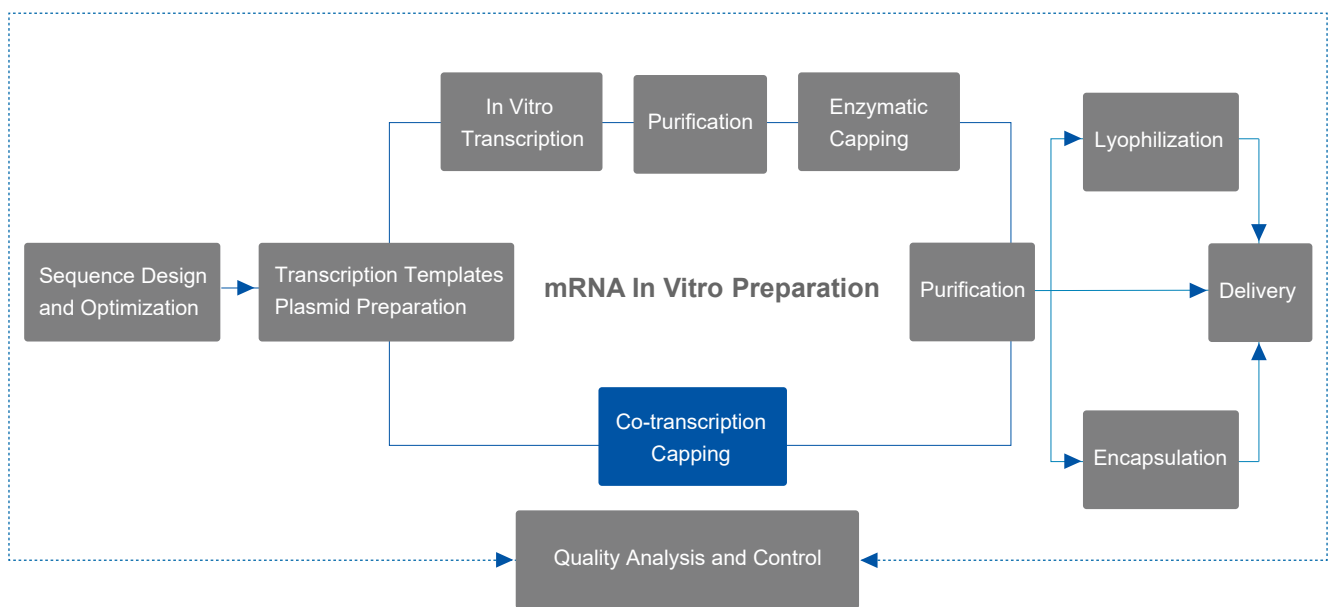 In Vitro
Transcription
Purification
Enzymatic
Capping
Lyophilization
Sequence Design
and Optimization
Transcription Templates
Plasmid Preparation
mRNA In Vitro Preparation
Purification
Delivery
Co-transcription
Capping
Encapsulation
Quality Analysis and Control